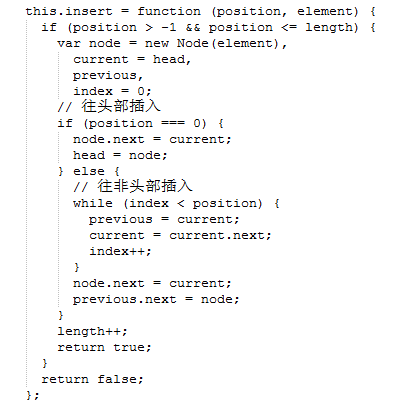 this.insert = function (position, element) {
  if (position > -1 && position <= length) {
    var node = new Node(element),
      current = head,
      previous,
      index = 0;
    // 往头部插入
    if (position === 0) {
      node.next = current;
      head = node;
    } else {
      // 往非头部插入
      while (index < position) {
        previous = current;
        current = current.next;
        index++;
      }
      node.next = current;
      previous.next = node;
    }
    length++;
    return true;
  }
  return false;
};